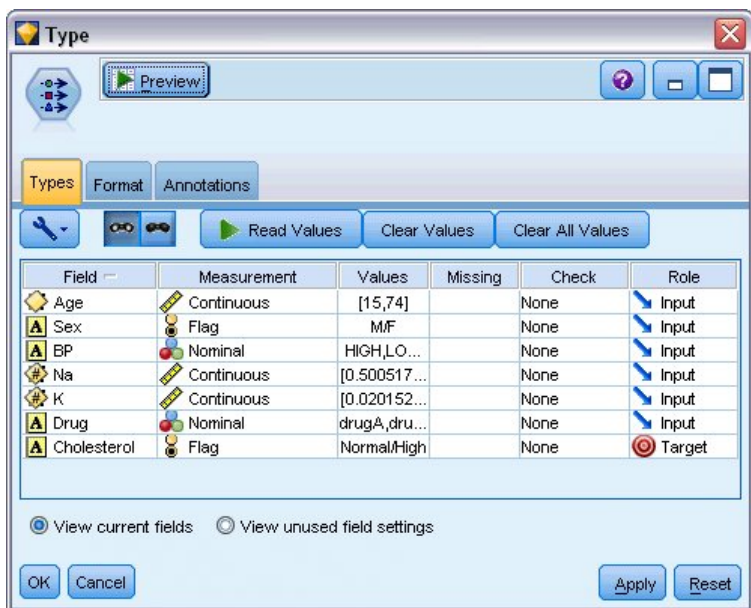 Type
Preview
Types Format Annotations
Read Values Clear Values Clear All Values
Field Measurement Values Missing Check Role
Age Continuous [15,74] None Input
A Sex Flag M/F None Input
A BP Nominal HIGH,LO... None Input
# Na Continuous [0.500517... None Input
# K Continuous [0.020152... None Input
A Drug Nominal drugA,dru... None Input
A Cholesterol Flag Normal/High None Target
View current fields View unused field settings
OK Cancel Apply Reset